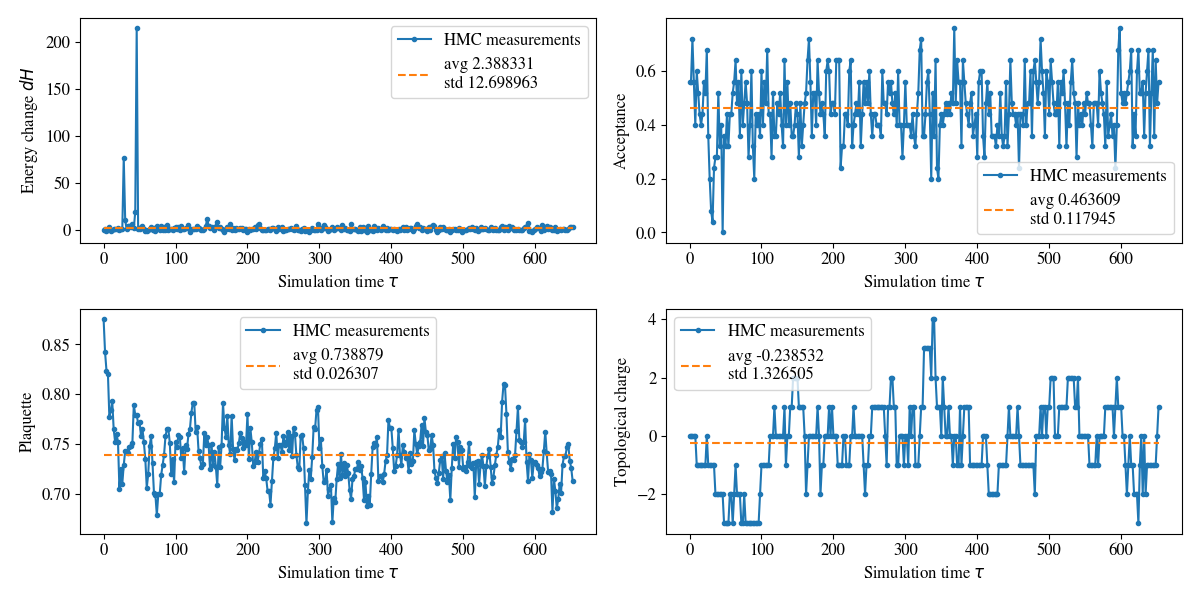 Energy change dH
200
150
100
50
0
HMC measurements
avg 2.388331
std 12.698963
0 100 200 300 400 500 600
Simulation time τ
Acceptance
0.6
0.4
0.2
0.0
HMC measurements
avg 0.463609
std 0.117945
0 100 200 300 400 500 600
Simulation time τ
Plaquette
0.85
0.80
0.75
0.70
HMC measurements
avg 0.738879
std 0.026307
0 100 200 300 400 500 600
Simulation time τ
Topological charge
4
2
0
−2
HMC measurements
avg -0.238532
std 1.326505
0 100 200 300 400 500 600
Simulation time τ